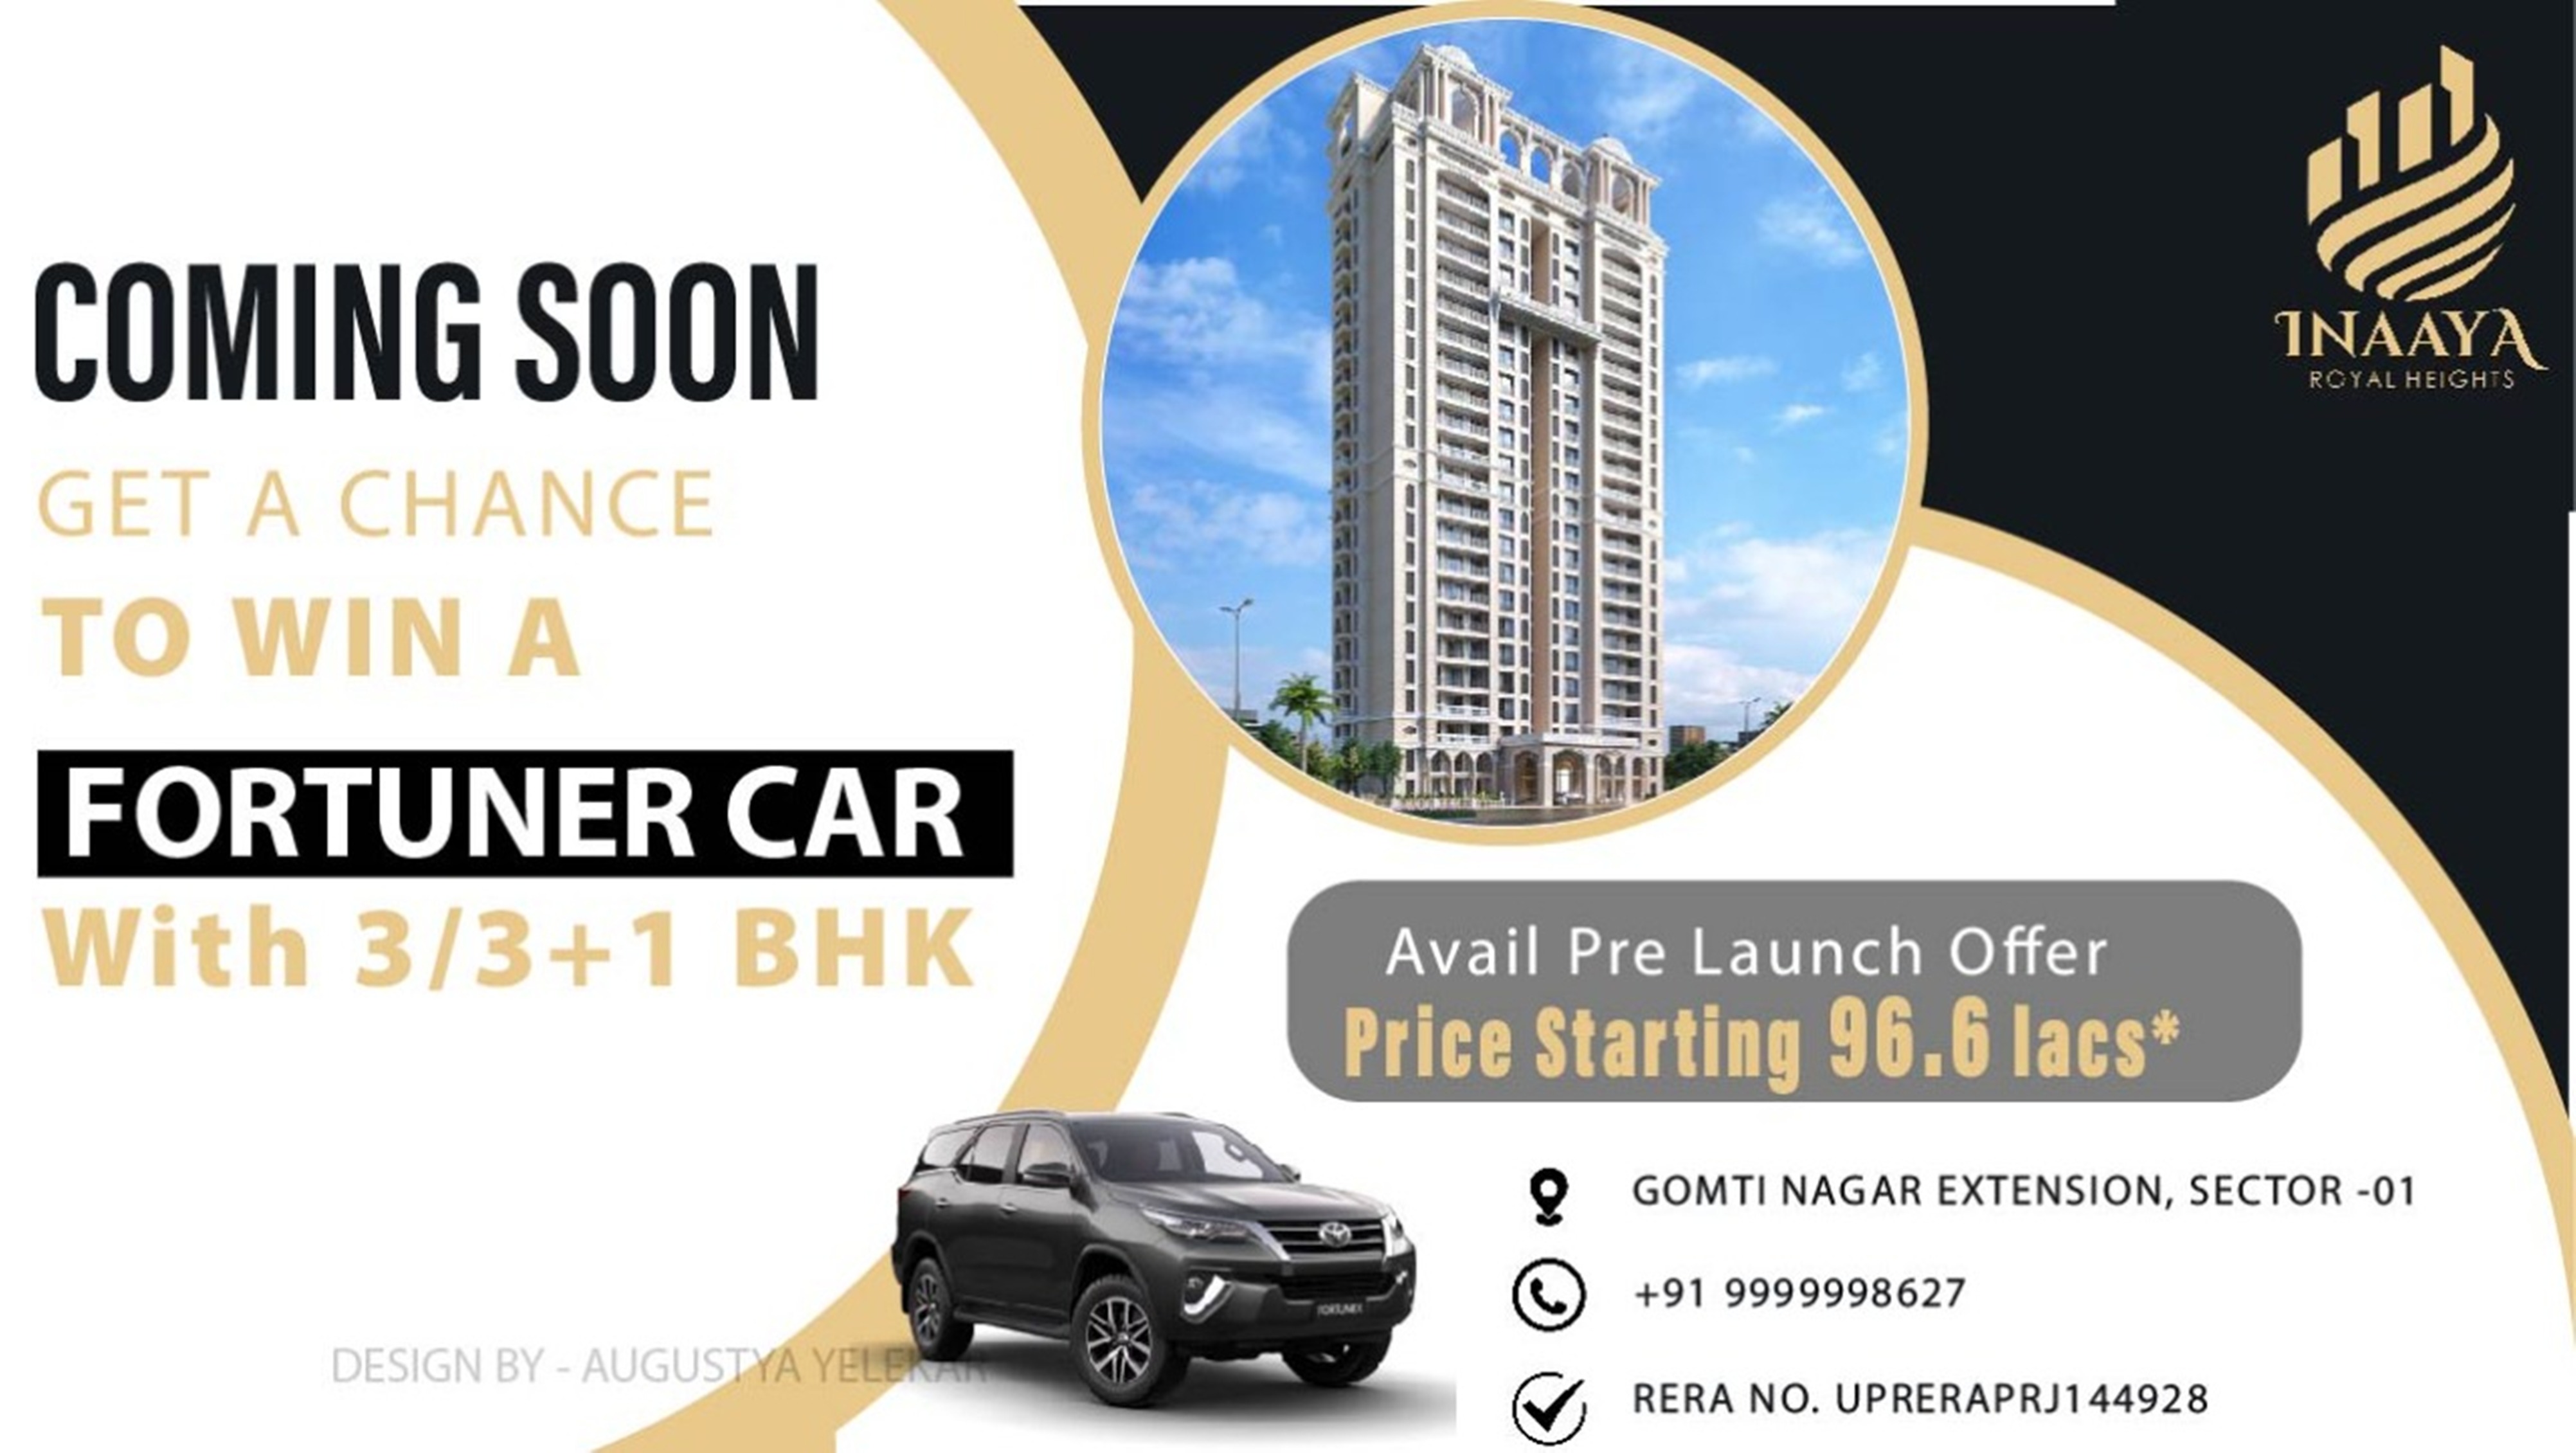 INAAYA
ROYAL HEIGHTS
COMING SOON
GET A CHANCE
TO WIN A
FORTUNER CAR
With 3/3+1 BHK
Avail Pre Launch Offer
Price Starting 96.6 lacs*
GOMTI NAGAR EXTENSION, SECTOR -01
+91 9999998627
RERA NO. UPRERAPRJ144928
FORTUNER
DESIGN BY - AUGUSTYA YELEKAR